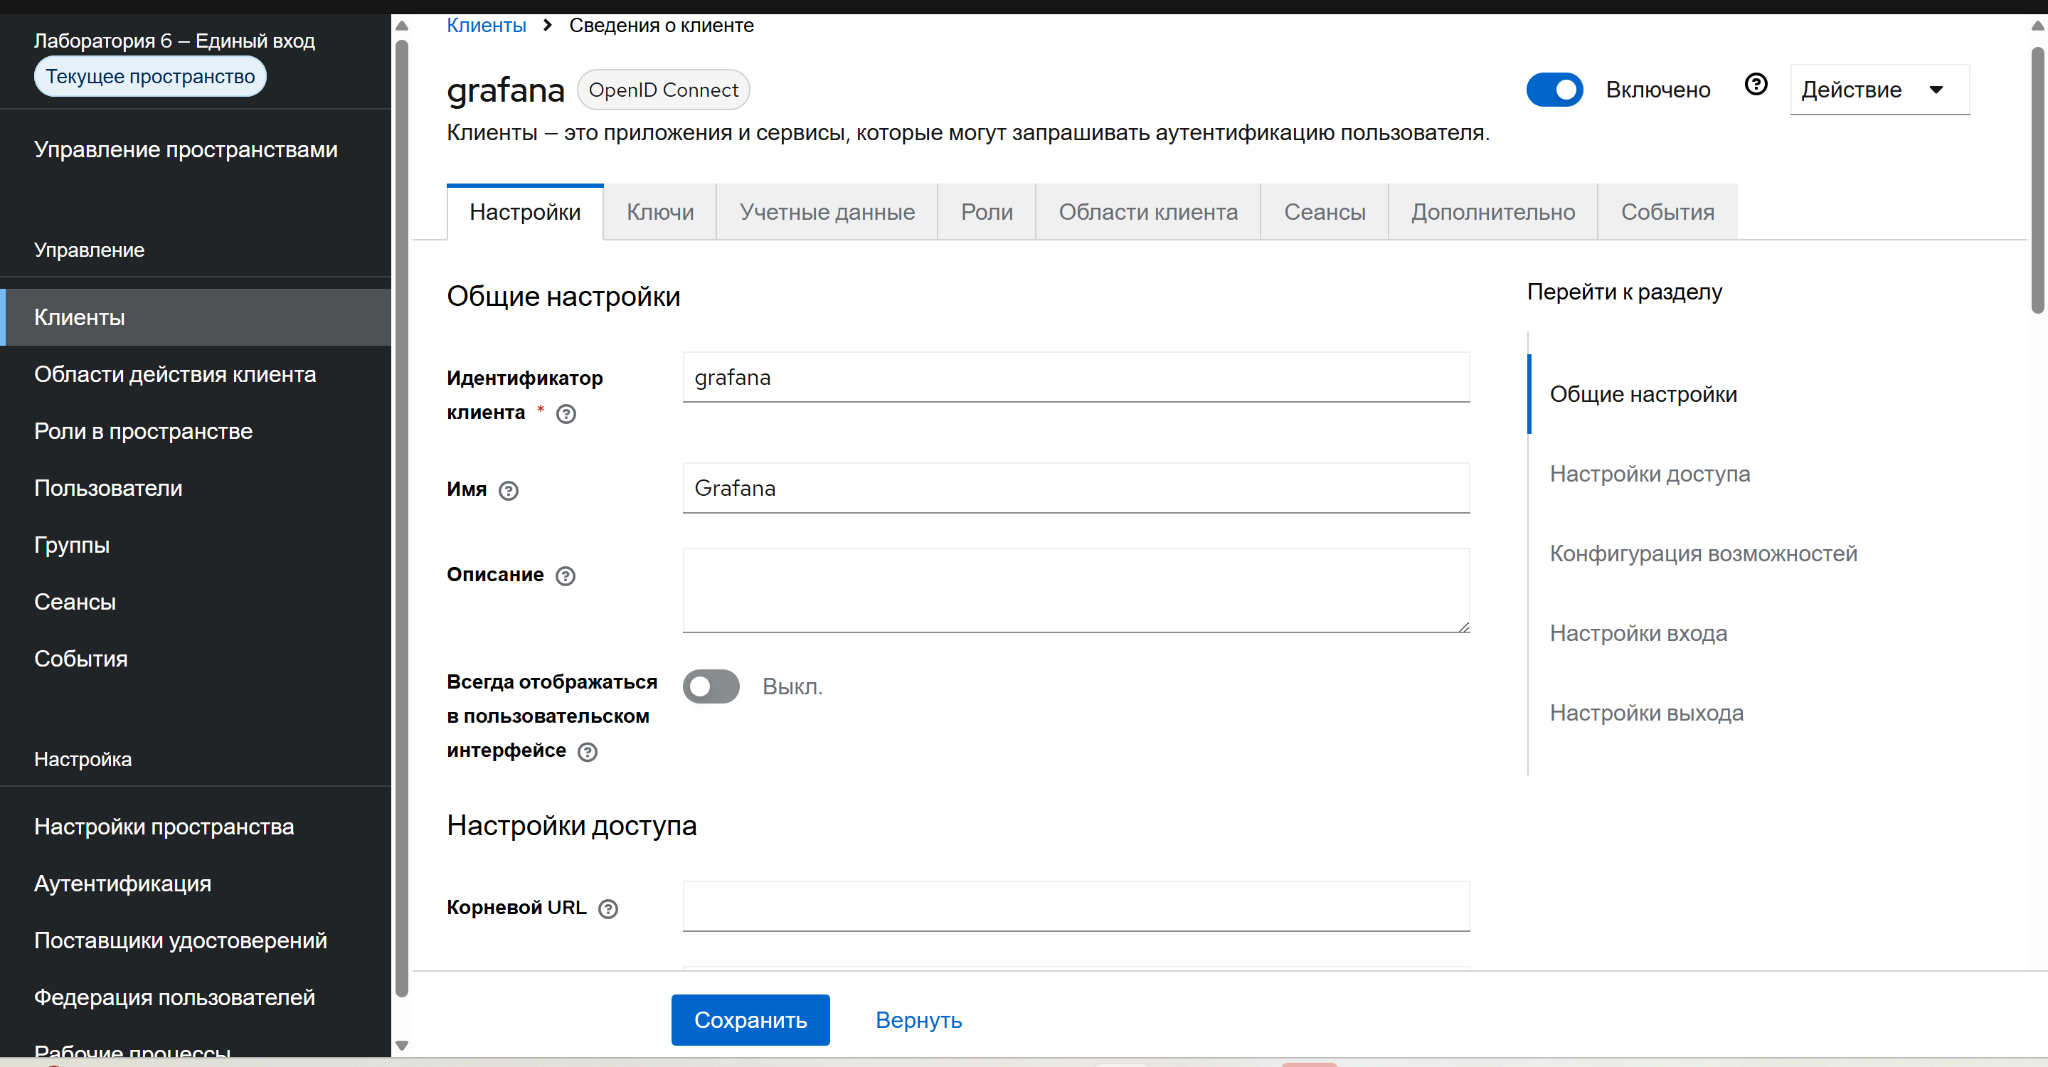 Лаборатория 6 – Единый вход
Текущее пространство
Управление пространствами
Управление
Клиенты
Области действия клиента
Роли в пространстве
Пользователи
Группы
Сеансы
События
Настройка
Настройки пространства
Аутентификация
Поставщики удостоверений
Федерация пользователей
Рабочие процессы
Клиенты > Сведения о клиенте
grafana OpenID Connect
Включено
Действие
Клиенты – это приложения и сервисы, которые могут запрашивать аутентификацию пользователя.
Настройки Ключи Учетные данные Роли Области клиента Сеансы Дополнительно События
Общие настройки
Идентификатор
клиента *
grafana
Имя
Grafana
Описание
Всегда отображаться
в пользовательском
интерфейсе
Выкл.
Настройки доступа
Корневой URL
Сохранить Вернуть
Перейти к разделу
Общие настройки
Настройки доступа
Конфигурация возможностей
Настройки входа
Настройки выхода